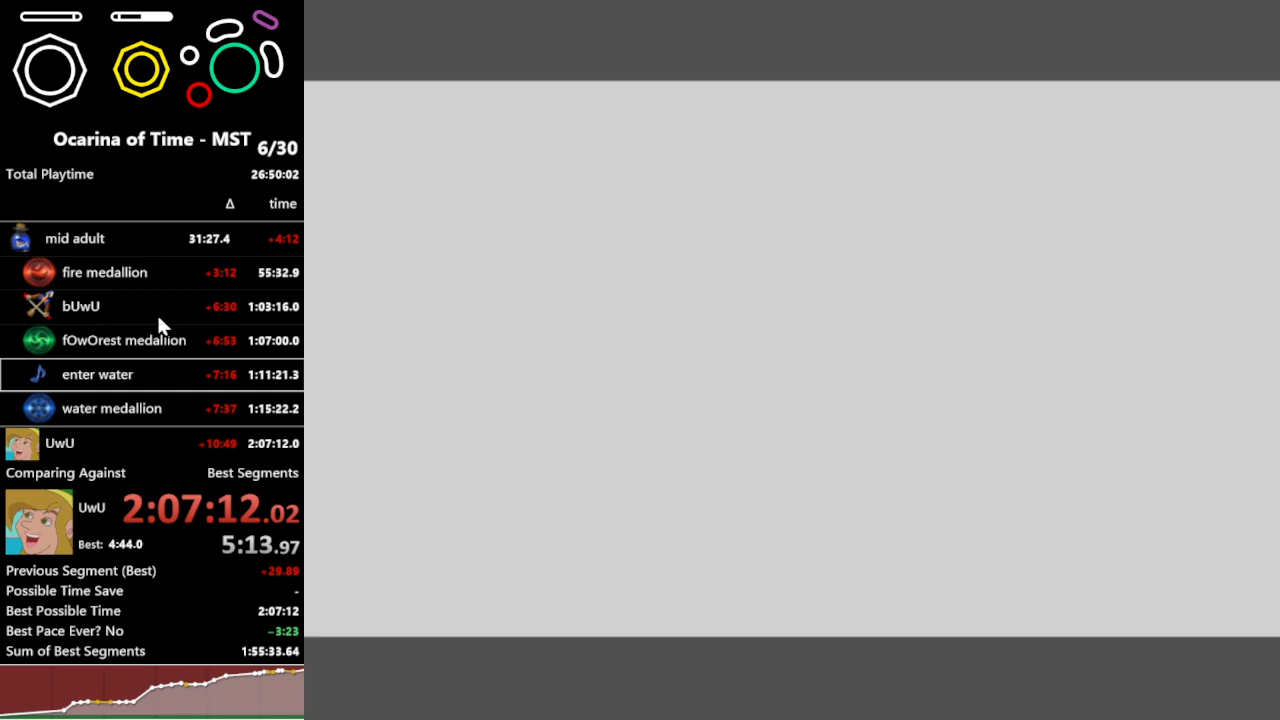 Ocarina of Time - MST 6/30
Total Playtime 26:50:02
Δ time
mid adult 31:27.4 +4:12
fire medallion +3:12 55:32.9
bUwU +6:30 1:03:16.0
fOwOrest medallion +6:53 1:07:00.0
enter water +7:16 1:11:21.3
water medallion +7:37 1:15:22.2
UwU +10:49 2:07:12.0
Comparing Against Best Segments
UwU 2:07:12.02
Best: 4:44.0 5:13.97
Previous Segment (Best) +29.89
Possible Time Save -
Best Possible Time 2:07:12
Best Pace Ever? No −3:23
Sum of Best Segments 1:55:33.64